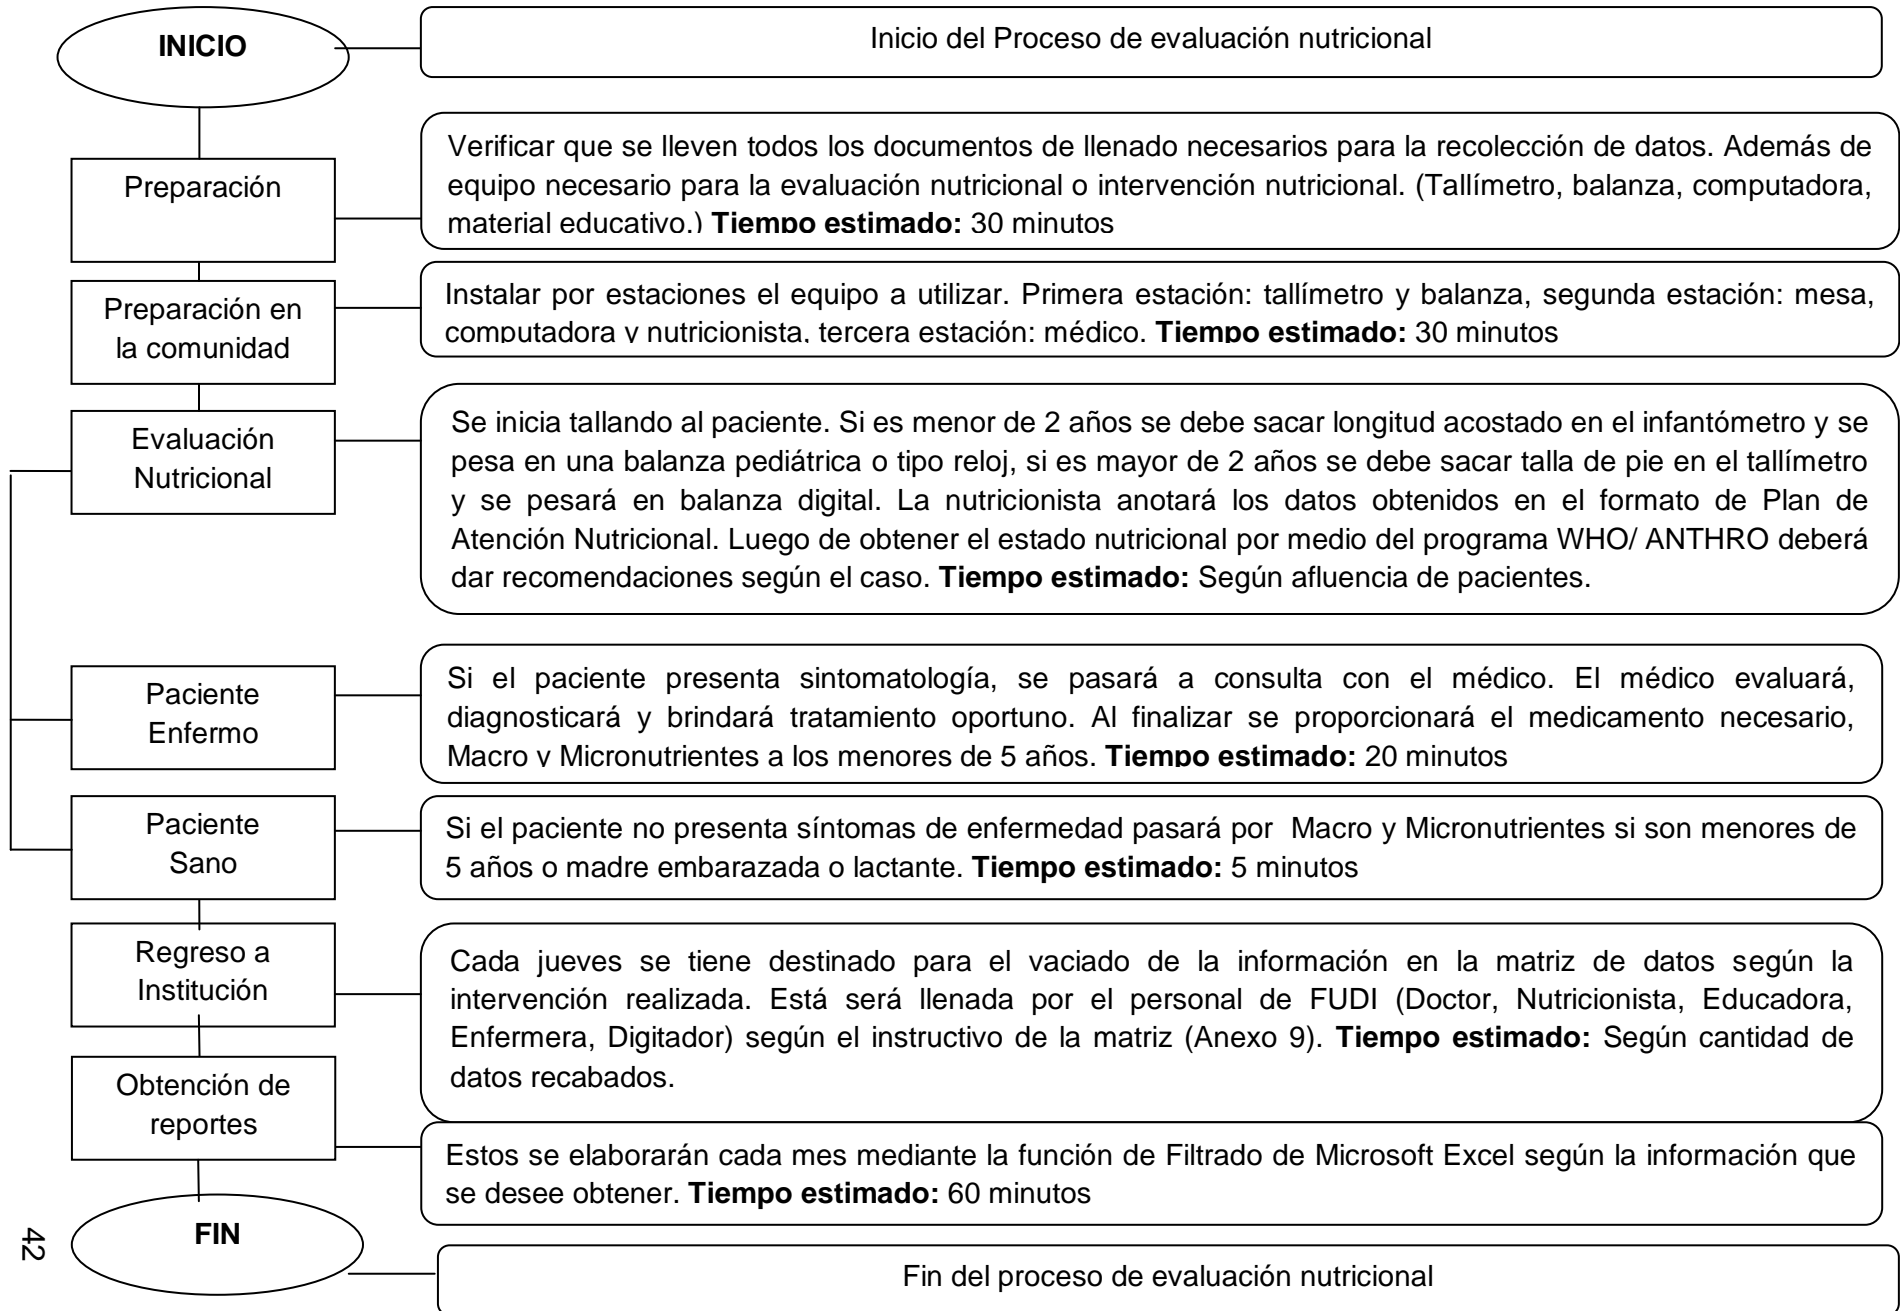 INICIO
Inicio del Proceso de evaluación nutricional
Preparación
Verificar que se lleven todos los documentos de llenado necesarios para la recolección de datos. Además de
equipo necesario para la evaluación nutricional o intervención nutricional. (Tallímetro, balanza, computadora,
material educativo.) Tiempo estimado: 30 minutos
Preparación en
la comunidad
Instalar por estaciones el equipo a utilizar. Primera estación: tallímetro y balanza, segunda estación: mesa,
computadora y nutricionista, tercera estación: médico. Tiempo estimado: 30 minutos
Evaluación
Nutricional
Se inicia tallando al paciente. Si es menor de 2 años se debe sacar longitud acostado en el infantómetro y se
pesa en una balanza pediátrica o tipo reloj, si es mayor de 2 años se debe sacar talla de pie en el tallímetro
y se pesará en balanza digital. La nutricionista anotará los datos obtenidos en el formato de Plan de
Atención Nutricional. Luego de obtener el estado nutricional por medio del programa WHO/ ANTHRO deberá
dar recomendaciones según el caso. Tiempo estimado: Según afluencia de pacientes.
Paciente
Enfermo
Si el paciente presenta sintomatología, se pasará a consulta con el médico. El médico evaluará,
diagnosticará y brindará tratamiento oportuno. Al finalizar se proporcionará el medicamento necesario,
Macro y Micronutrientes a los menores de 5 años. Tiempo estimado: 20 minutos
Paciente
Sano
Si el paciente no presenta síntomas de enfermedad pasará por Macro y Micronutrientes si son menores de
5 años o madre embarazada o lactante. Tiempo estimado: 5 minutos
Regreso a
Institución
Cada jueves se tiene destinado para el vaciado de la información en la matriz de datos según la
intervención realizada. Está será llenada por el personal de FUDI (Doctor, Nutricionista, Educadora,
Enfermera, Digitador) según el instructivo de la matriz (Anexo 9). Tiempo estimado: Según cantidad de
datos recabados.
Obtención de
reportes
Estos se elaborarán cada mes mediante la función de Filtrado de Microsoft Excel según la información que
se desee obtener. Tiempo estimado: 60 minutos
FIN
Fin del proceso de evaluación nutricional
42